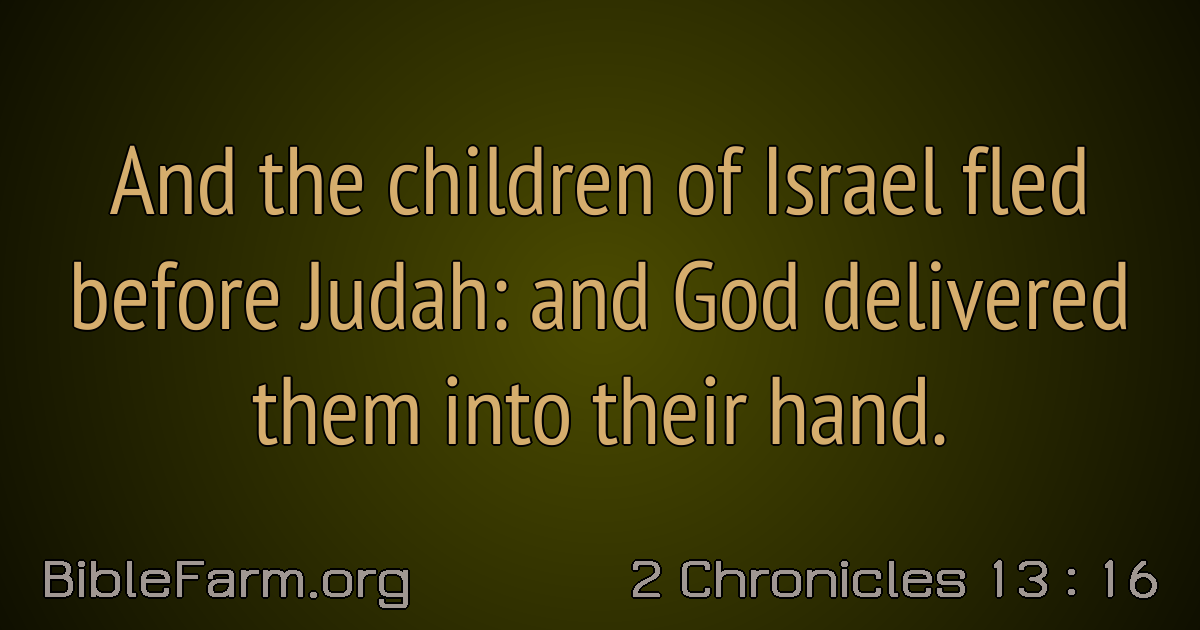 And the children of Israel fled
before Judah: and God delivered
them into their hand.
BibleFarm.org
2 Chronicles 13 : 16